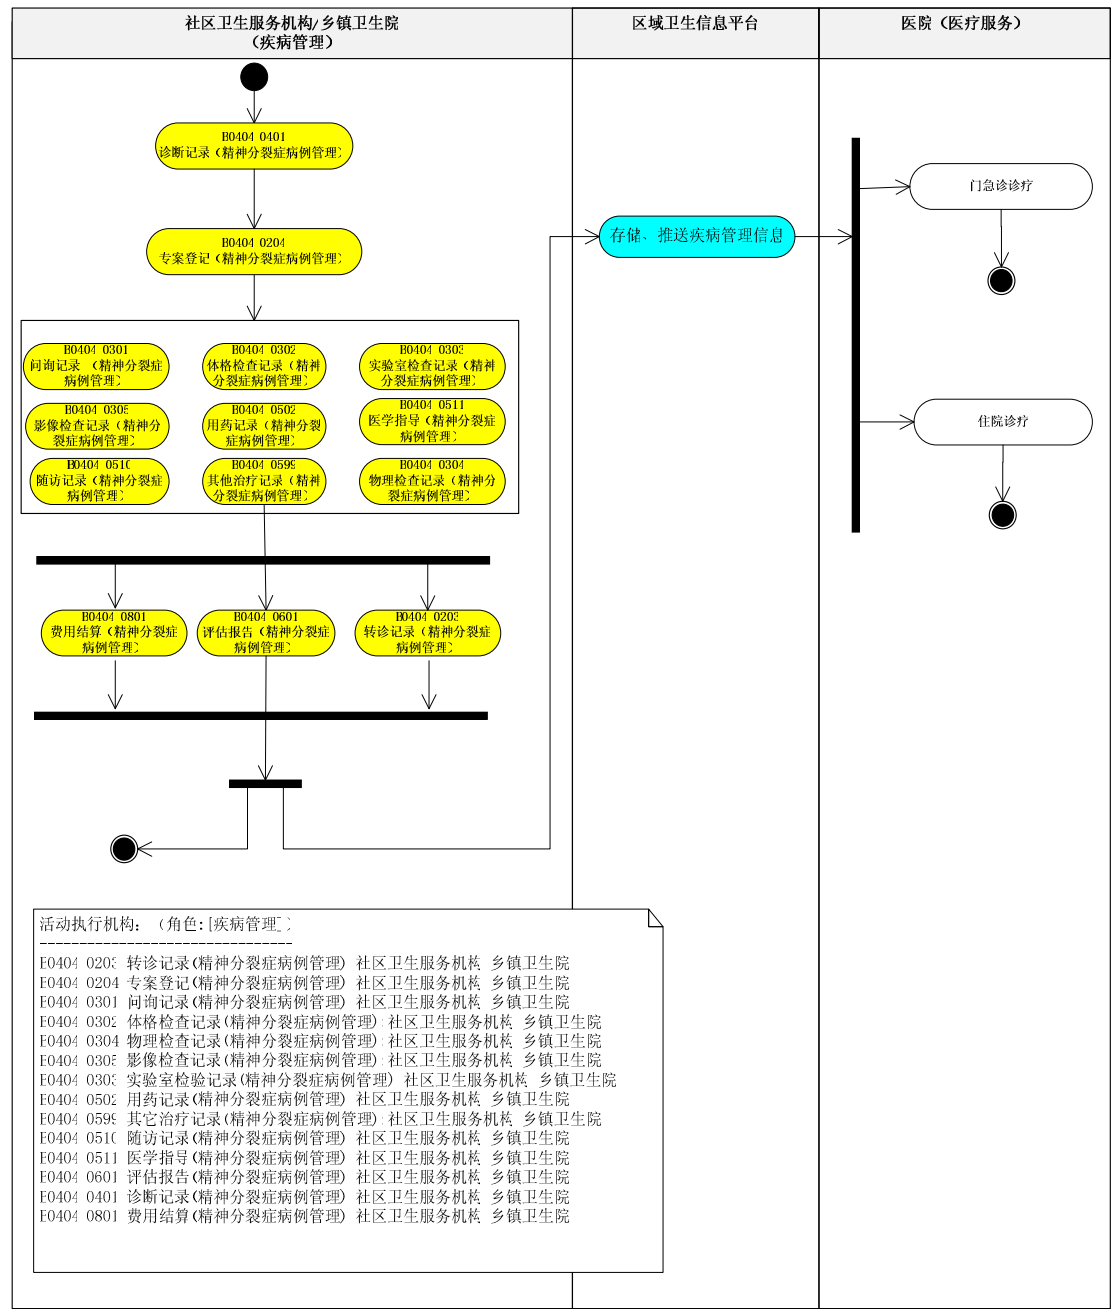 社区卫生服务机构/乡镇卫生院
（疾病管理）
区域卫生信息平台
医院（医疗服务）
B0404 0401
诊断记录（精神分裂症病例管理）
B0404 0204
专案登记（精神分裂症病例管理）
B0404 0301
问询记录 （精神分裂症
病例管理）
B0404 0302
体格检查记录（精神
分裂症病例管理）
B0404 0303
实验室检查记录（精神
分裂症病例管理）
B0404 0305
影像检查记录（精神分
裂症病例管理）
B0404 0502
用药记录（精神分裂
症病例管理）
B0404 0511
医学指导（精神分裂症
病例管理）
B0404 0510
随访记录（精神分裂症
病例管理）
B0404 0599
其他治疗记录（精神
分裂症病例管理）
B0404 0304
物理检查记录（精神分
裂症病例管理）
B0404 0801
费用结算（精神分裂症
病例管理）
B0404 0601
评估报告（精神分裂症
病例管理）
B0404 0203
转诊记录（精神分裂症
病例管理）
存储、推送疾病管理信息
门急诊诊疗
住院诊疗
活动执行机构：（角色:[疾病管理]）
--------------------------------
B0404 0203 转诊记录(精神分裂症病例管理) 社区卫生服务机构 乡镇卫生院
B0404 0204 专案登记(精神分裂症病例管理) 社区卫生服务机构 乡镇卫生院
B0404 0301 问询记录(精神分裂症病例管理) 社区卫生服务机构 乡镇卫生院
B0404 0302 体格检查记录(精神分裂症病例管理) 社区卫生服务机构 乡镇卫生院
B0404 0304 物理检查记录(精神分裂症病例管理) 社区卫生服务机构 乡镇卫生院
B0404 0305 影像检查记录(精神分裂症病例管理) 社区卫生服务机构 乡镇卫生院
B0404 0303 实验室检验记录(精神分裂症病例管理) 社区卫生服务机构 乡镇卫生院
B0404 0502 用药记录(精神分裂症病例管理) 社区卫生服务机构 乡镇卫生院
B0404 0599 其它治疗记录(精神分裂症病例管理) 社区卫生服务机构 乡镇卫生院
B0404 0510 随访记录(精神分裂症病例管理) 社区卫生服务机构 乡镇卫生院
B0404 0511 医学指导(精神分裂症病例管理) 社区卫生服务机构 乡镇卫生院
B0404 0601 评估报告(精神分裂症病例管理) 社区卫生服务机构 乡镇卫生院
B0404 0401 诊断记录(精神分裂症病例管理) 社区卫生服务机构 乡镇卫生院
B0404 0801 费用结算(精神分裂症病例管理) 社区卫生服务机构 乡镇卫生院